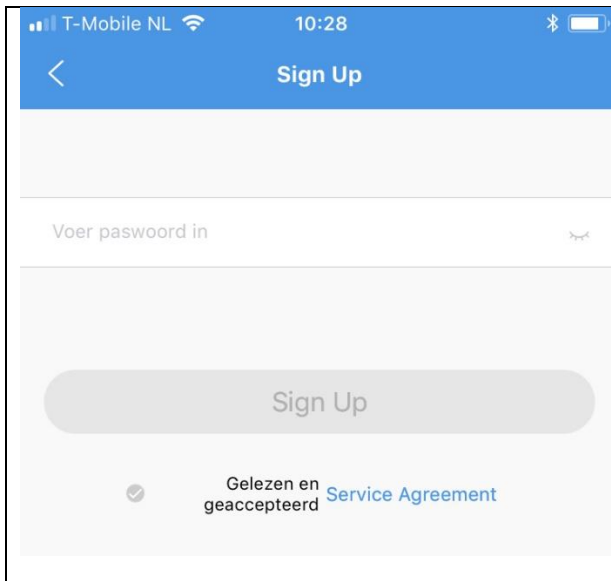 T-Mobile NL 10:28
Sign Up
Voer paswoord in
Sign Up
Gelezen en
geaccepteerd Service Agreement